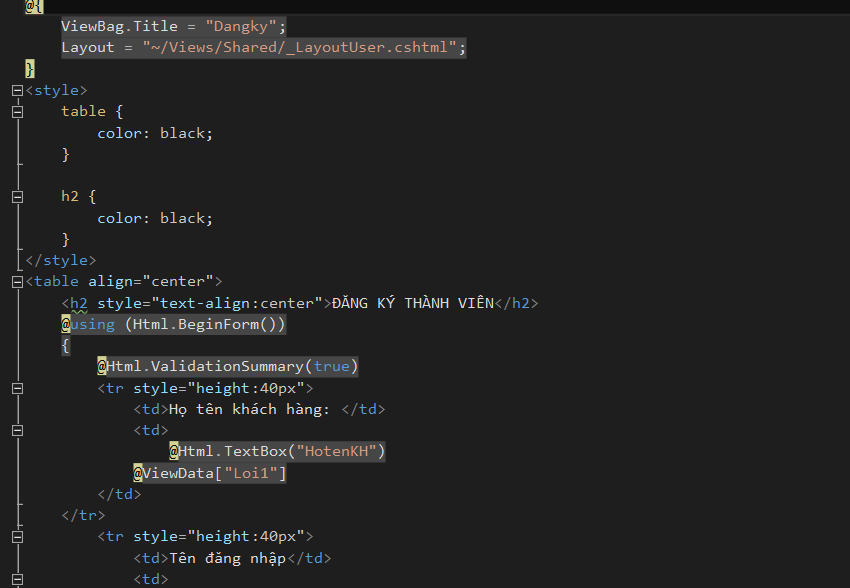 @{
    ViewBag.Title = "Dangky";
    Layout = "~/Views/Shared/_LayoutUser.cshtml";
}
<style>
    table {
        color: black;
    }

    h2 {
        color: black;
    }
</style>
<table align="center">
    <h2 style="text-align:center">ĐĂNG KÝ THÀNH VIÊN</h2>
    @using (Html.BeginForm())
    {
        @Html.ValidationSummary(true)
        <tr style="height:40px">
            <td>Họ tên khách hàng: </td>
            <td>
                @Html.TextBox("HotenKH")
            @ViewData["Loi1"]
        </td>
    </tr>
        <tr style="height:40px">
            <td>Tên đăng nhập</td>
            <td>